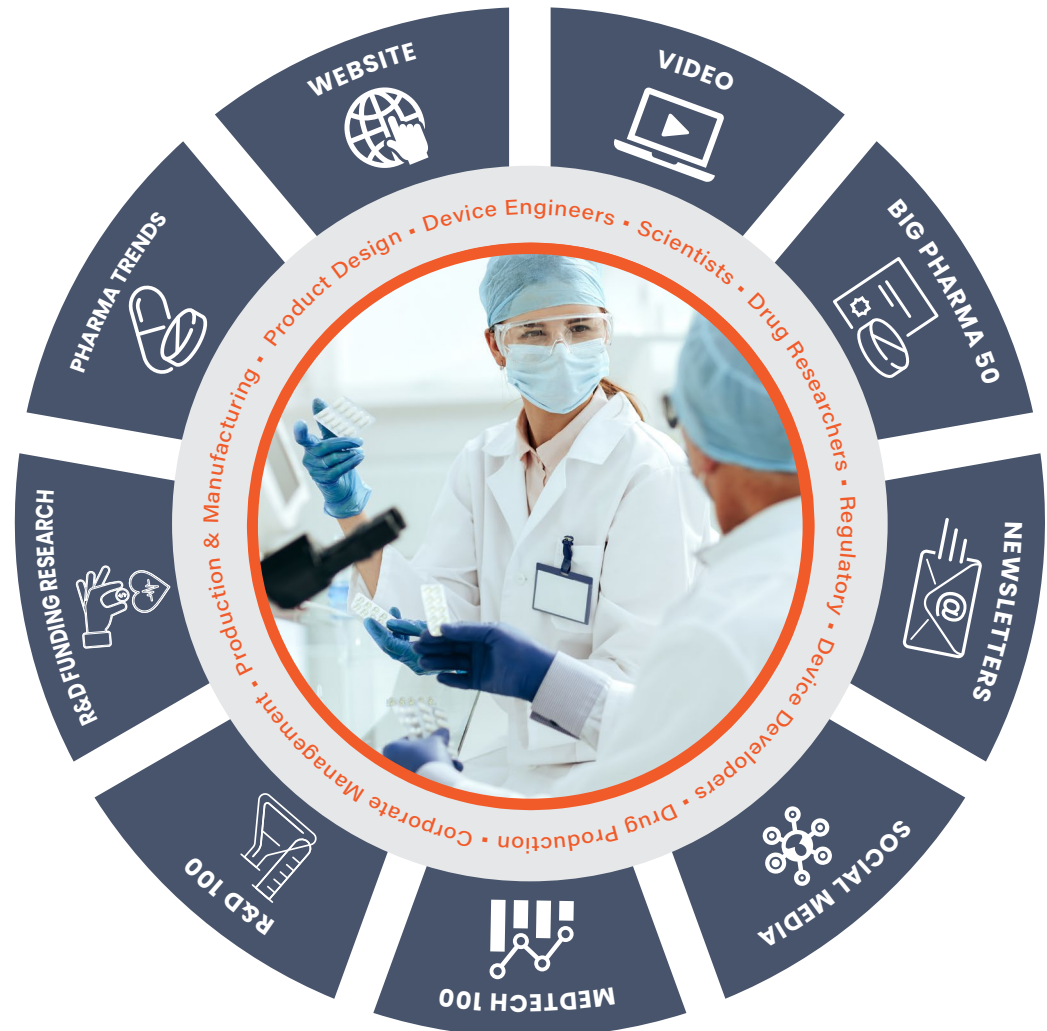 WEBSITE
VIDEO
BIG PHARMA 50
NEWSLETTERS
SOCIAL MEDIA
MEDTECH 100
R&D 100
R&D FUNDING RESEARCH
PHARMA TRENDS
Device Engineers • Scientists • Drug Researchers • Regulatory • Device Developers • Drug Production • Corporate Management • Production & Manufacturing • Product Design •
@
$